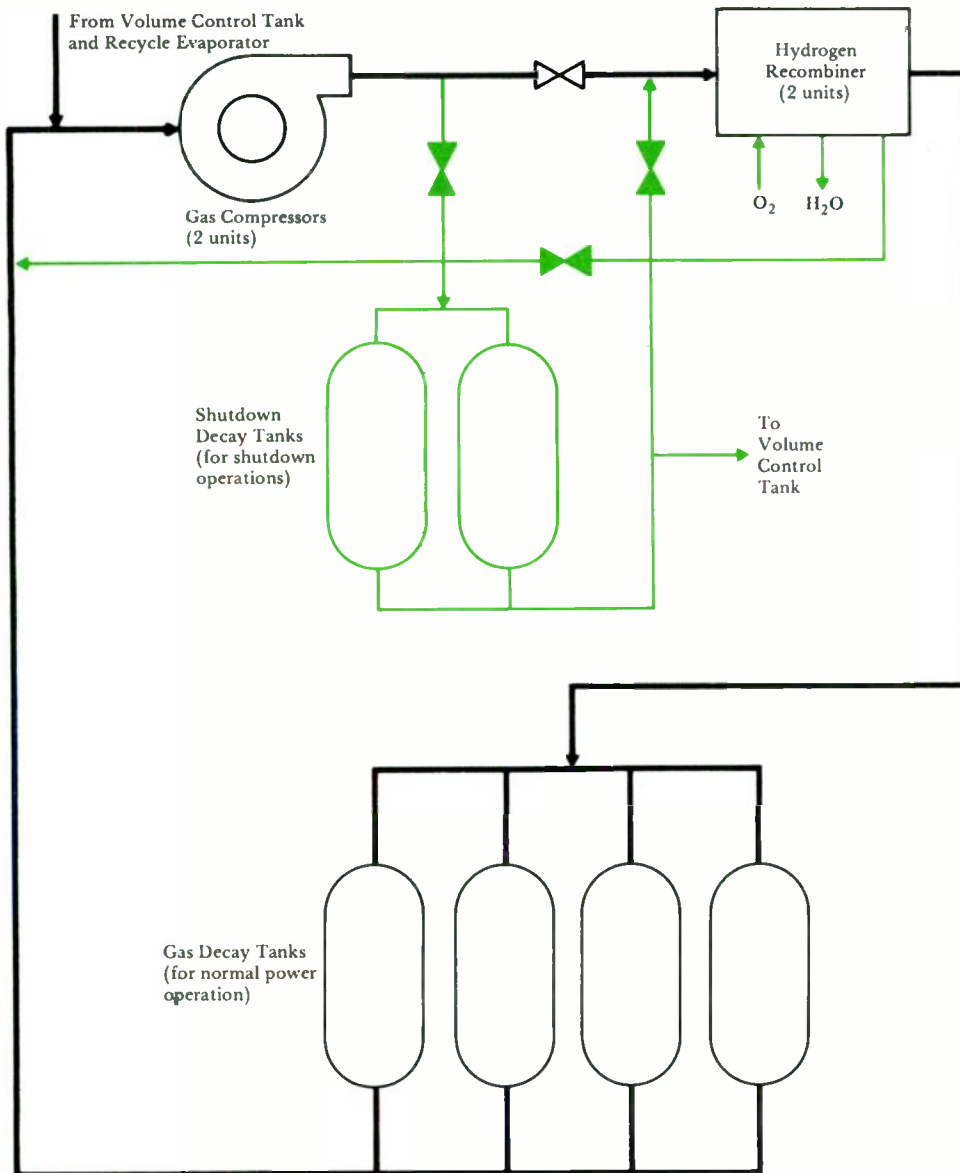 From Volume Control Tank
and Recycle Evaporator
Hydrogen
Recombiner
(2 units)
Gas Compressors
(2 units)
O₂
H₂O
Shutdown
Decay Tanks
(for shutdown
operations)
To
Volume
Control
Tank
Gas Decay Tanks
(for normal power
operation)